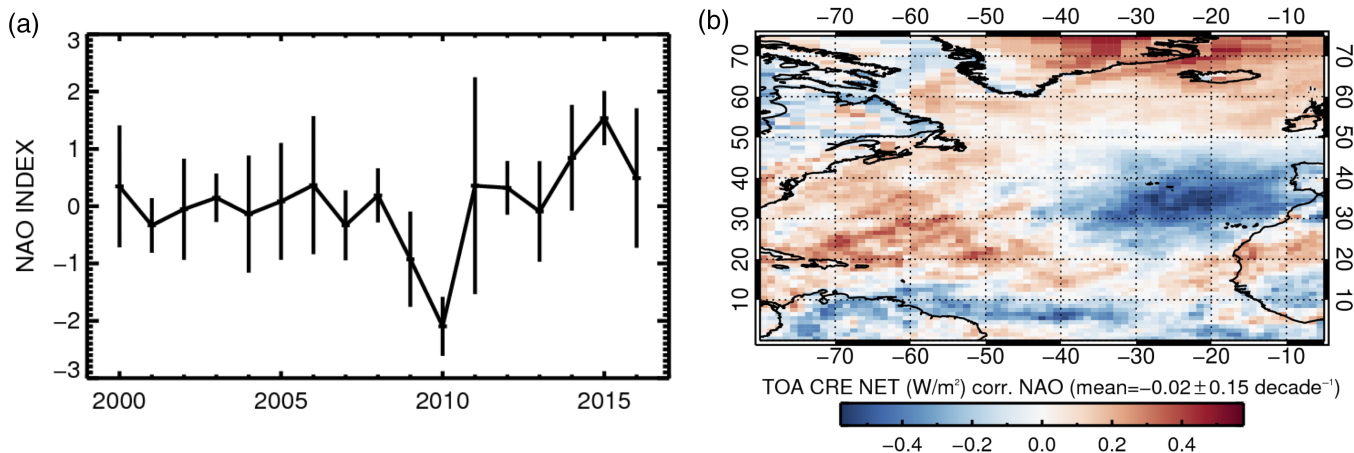 (a)
3
2
1
0
−1
−2
−3
NAO INDEX
2000 2005 2010 2015
(b)
−70 −60 −50 −40 −30 −20 −10
70 70
60 60
50 50
40 40
30 30
20 20
10 10
−70 −60 −50 −40 −30 −20 −10
TOA CRE NET (W/m²) corr. NAO (mean=−0.02±0.15 decade⁻¹)
−0.4 −0.2 0.0 0.2 0.4